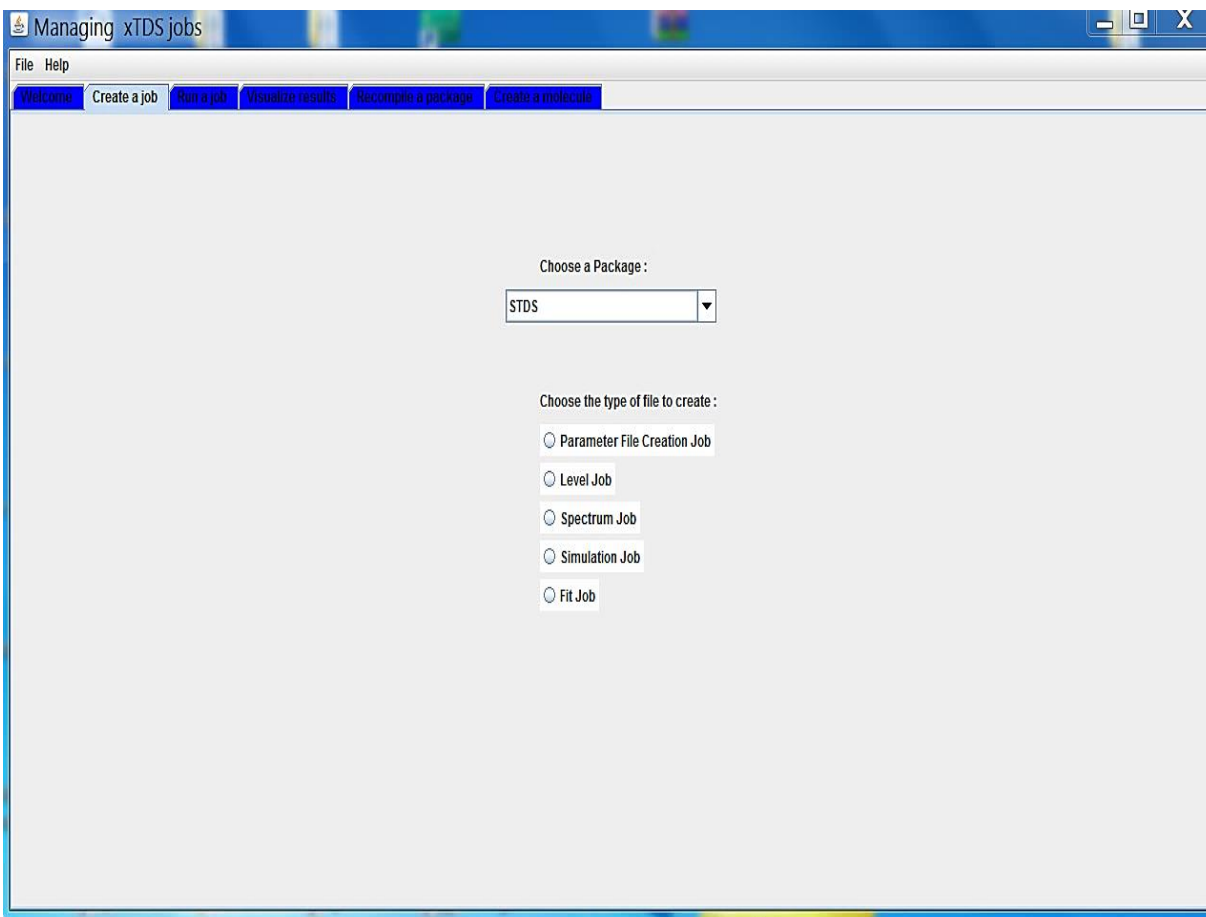 Managing xTDS jobs
X
File Help
Welcome Create a job Run a job Visualize results Recompile a package Create a molecule
Choose a Package :
STDS
Choose the type of file to create :
Parameter File Creation Job
Level Job
Spectrum Job
Simulation Job
Fit Job